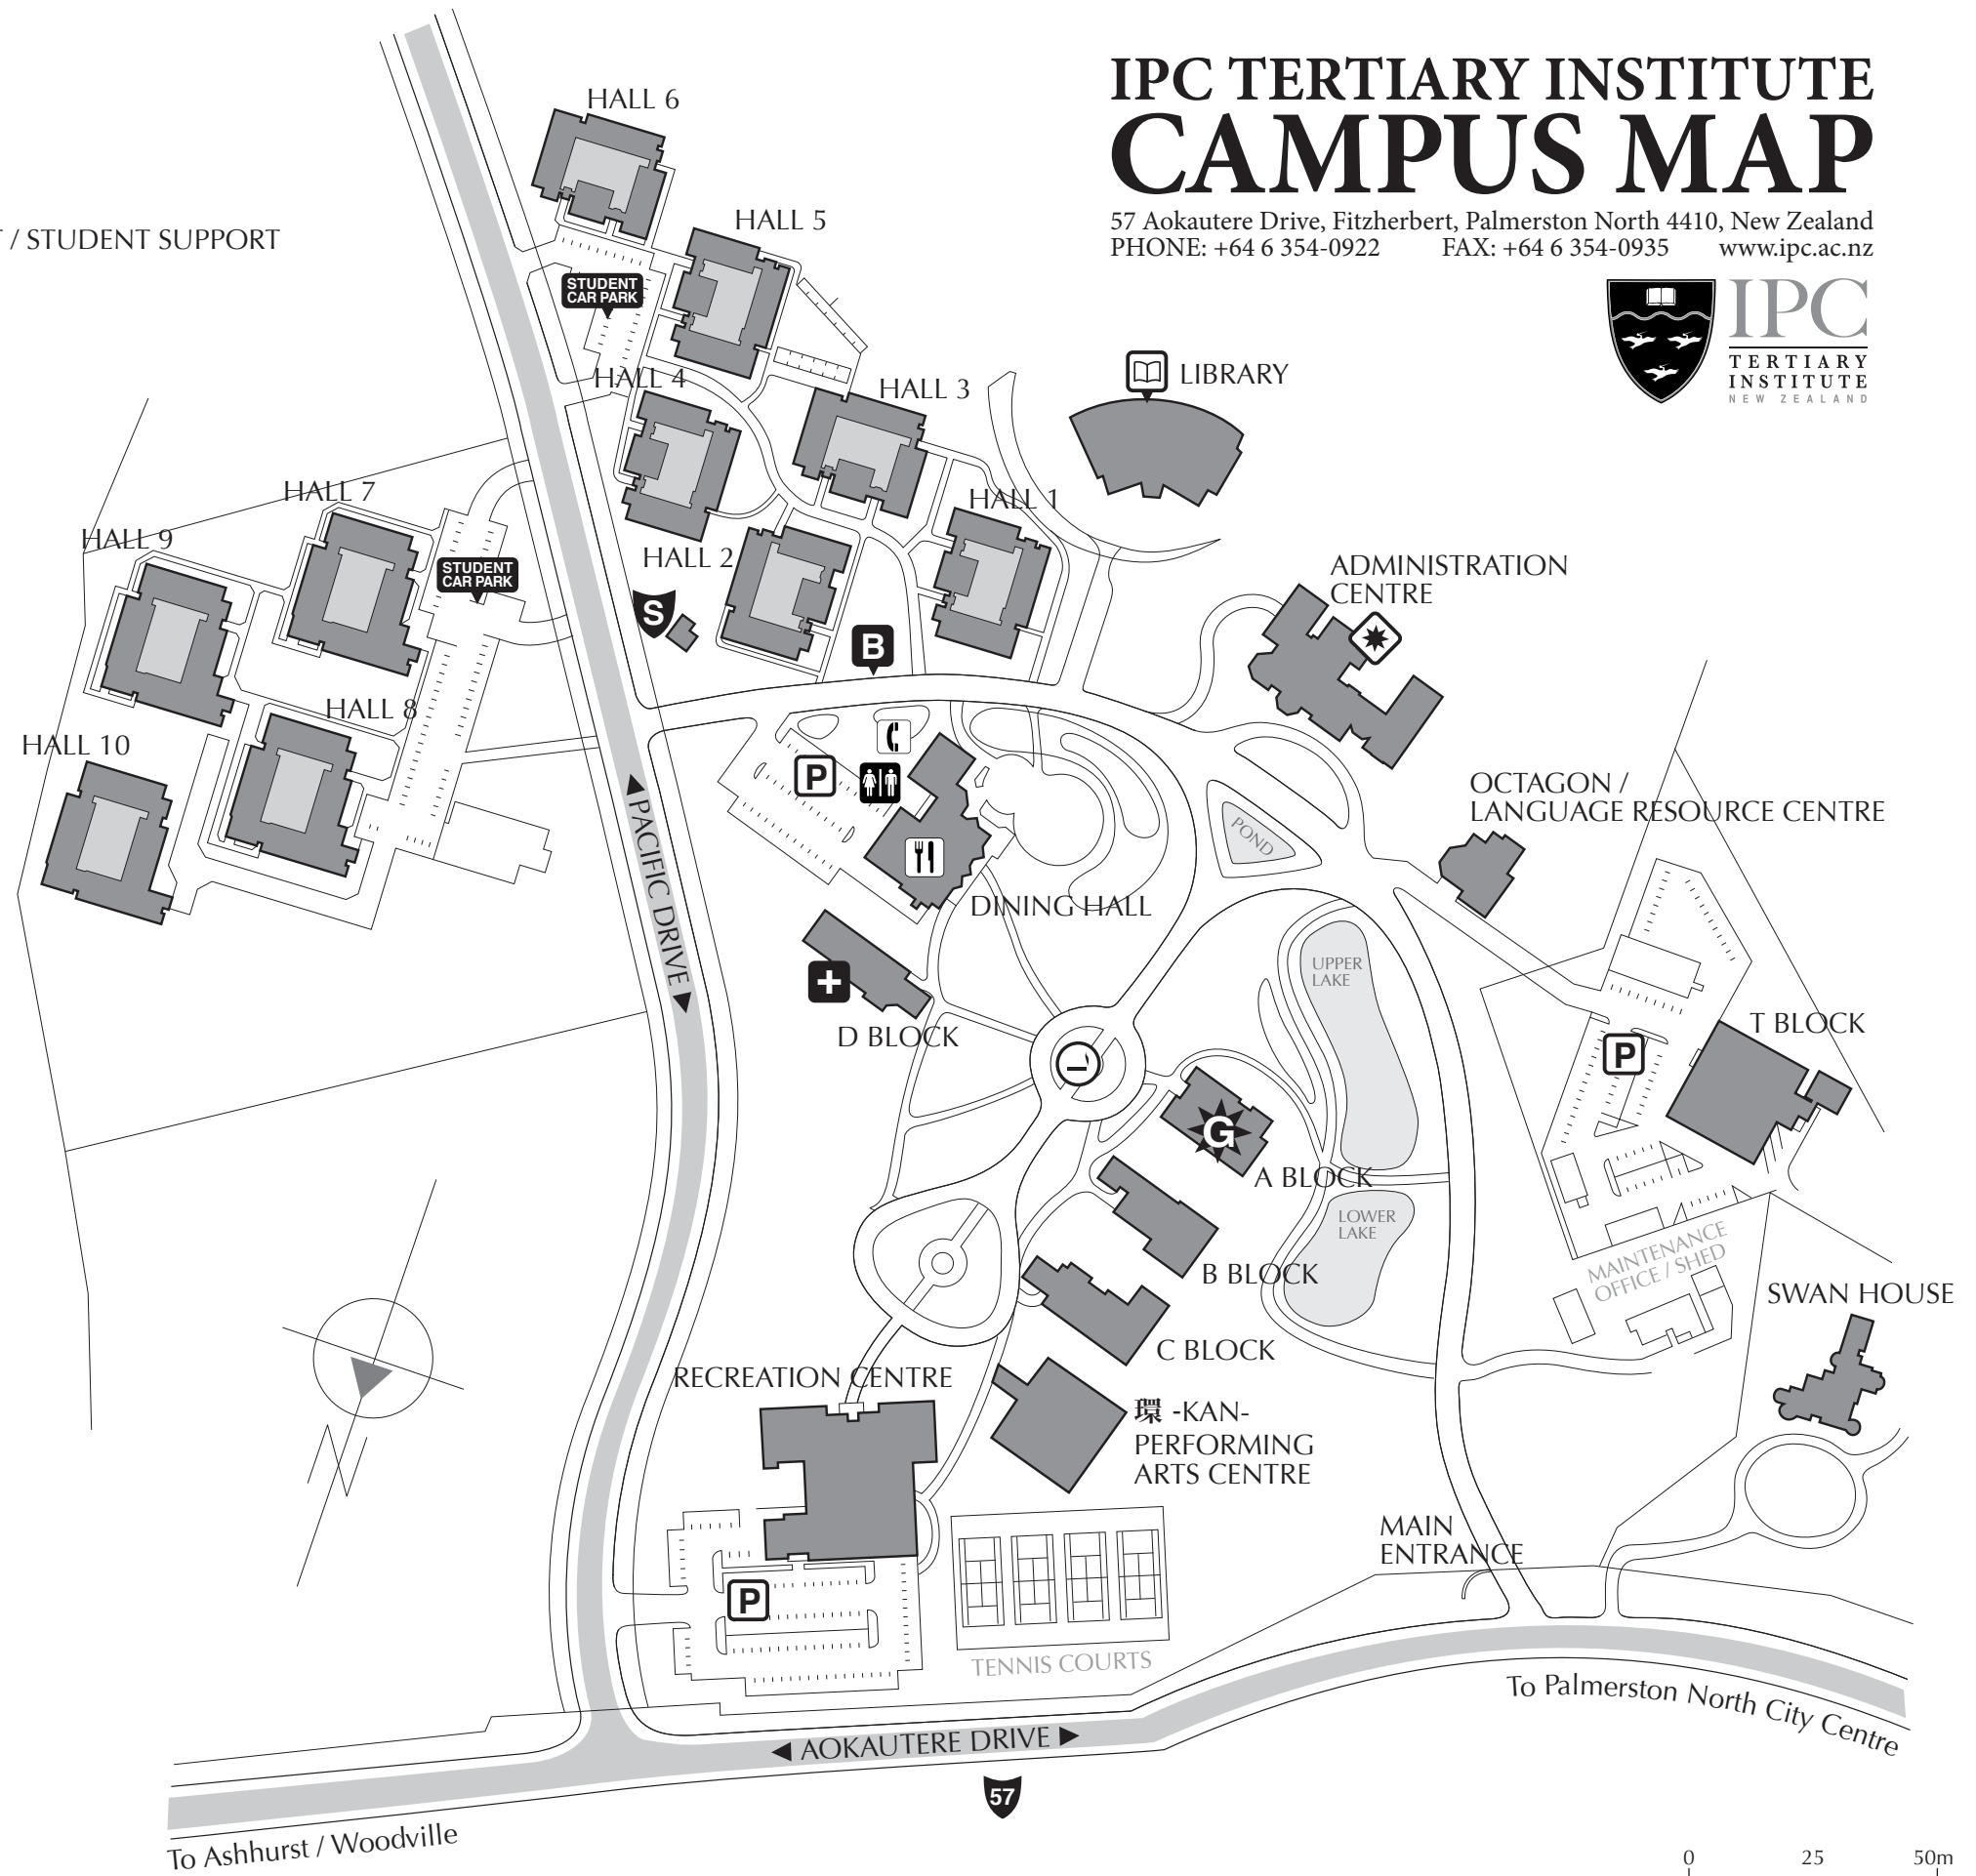 IPC TERTIARY INSTITUTE
CAMPUS MAP
57 Aokautere Drive, Fitzherbert, Palmerston North 4410, New Zealand
PHONE: +64 6 354-0922 FAX: +64 6 354-0935 www.ipc.ac.nz
IPC
TERTIARY
INSTITUTE
NEW ZEALAND
/ STUDENT SUPPORT
HALL 6
HALL 5
STUDENT
CAR PARK
HALL 4
HALL 3
LIBRARY
HALL 7
HALL 1
HALL 9
HALL 2
STUDENT
CAR PARK
S
B
ADMINISTRATION
CENTRE
HALL 8
HALL 10
P
PACIFIC DRIVE
POND
OCTAGON /
LANGUAGE RESOURCE CENTRE
DINING HALL
UPPER
LAKE
D BLOCK
T BLOCK
P
G
A BLOCK
LOWER
LAKE
B BLOCK
MAINTENANCE
OFFICE / SHED
SWAN HOUSE
C BLOCK
RECREATION CENTRE
環 -KAN-
PERFORMING
ARTS CENTRE
N
MAIN
ENTRANCE
P
TENNIS COURTS
To Palmerston North City Centre
AOKAUTERE DRIVE
57
To Ashhurst / Woodville
0 25 50m